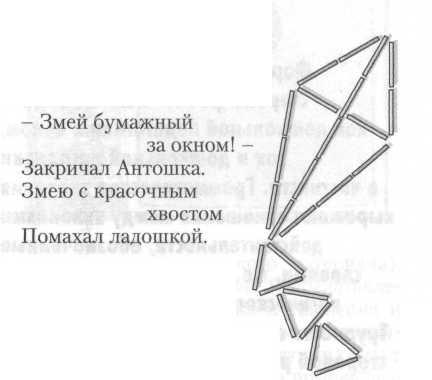 – Змей бумажный
за окном! –
Закричал Антошка.
Змею с красочным
хвостом
Помахал ладошкой.